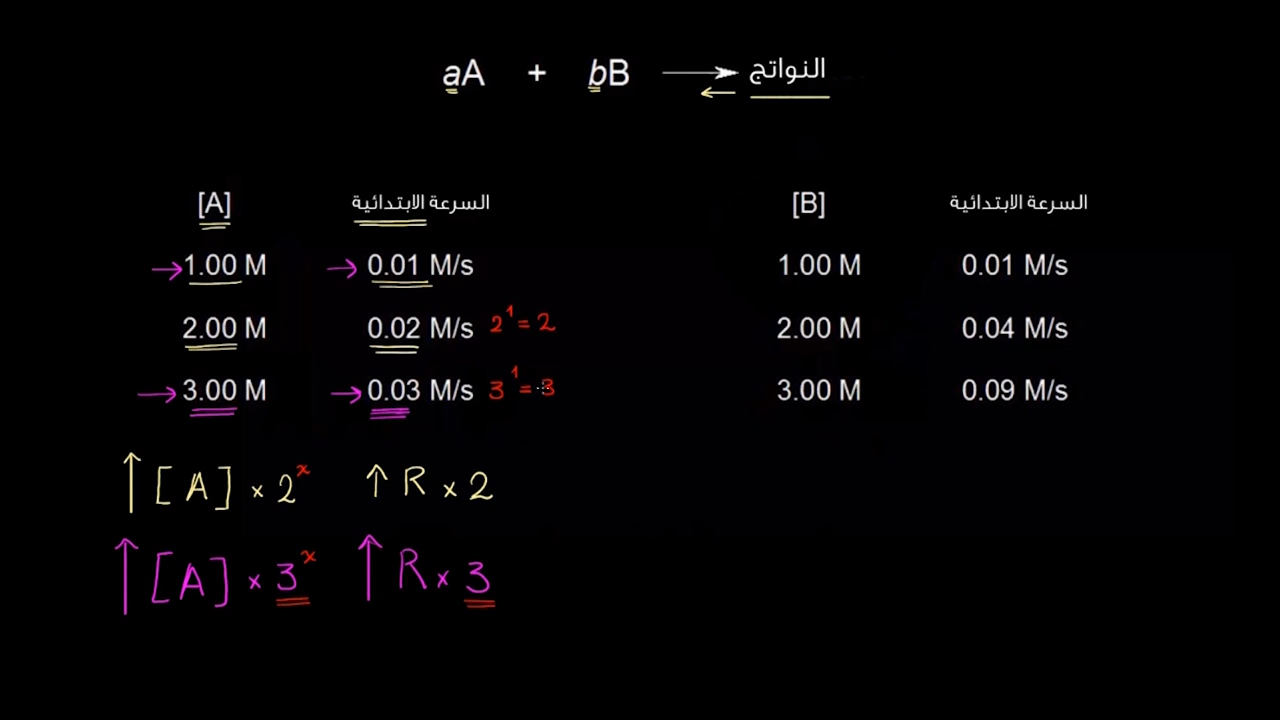 aA + bB → النواتج
←
[A] السرعة الابتدائية [B] السرعة الابتدائية
→ 1.00 M → 0.01 M/s 1.00 M 0.01 M/s
2.00 M 0.02 M/s 2¹ = 2 2.00 M 0.04 M/s
→ 3.00 M → 0.03 M/s 3¹ = 3 3.00 M 0.09 M/s
↑ [A] × 2ˣ ↑ R × 2
↑ [A] × 3ˣ ↑ R × 3